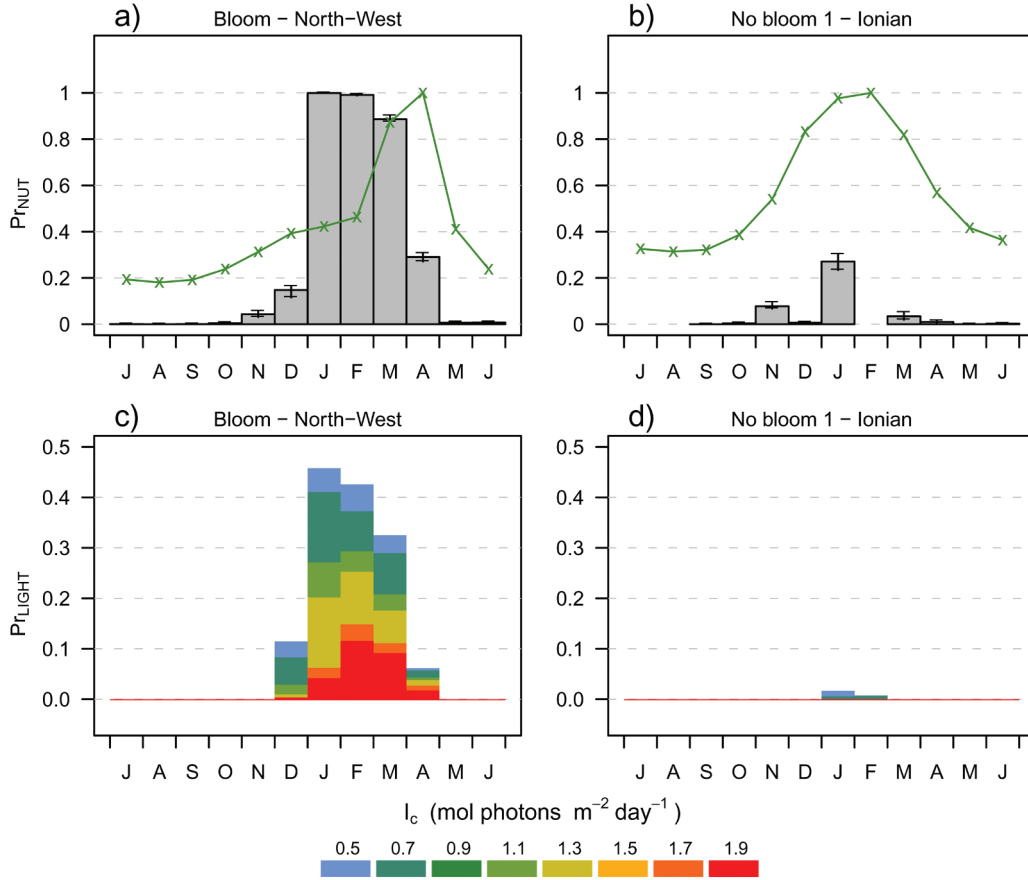 a) Bloom − North−West
b) No bloom 1 − Ionian
Pr_NUT
1
0.8
0.6
0.4
0.2
0
1
0.8
0.6
0.4
0.2
0
J A S O N D J F M A M J
J A S O N D J F M A M J
c) Bloom − North−West
d) No bloom 1 − Ionian
Pr_LIGHT
0.5
0.4
0.3
0.2
0.1
0.0
0.5
0.4
0.3
0.2
0.1
0.0
J A S O N D J F M A M J
J A S O N D J F M A M J
I_c (mol photons m⁻² day⁻¹)
0.5 0.7 0.9 1.1 1.3 1.5 1.7 1.9